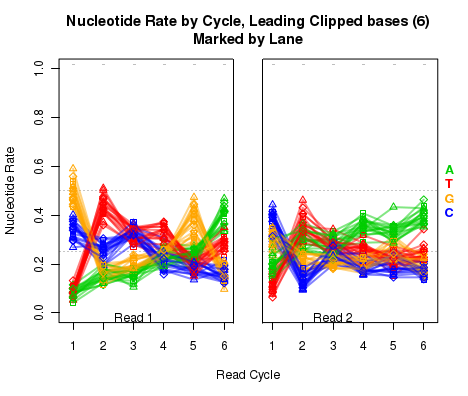 Nucleotide Rate by Cycle, Leading Clipped bases (6)
Marked by Lane
Nucleotide Rate
0.0 0.2 0.4 0.6 0.8 1.0
A
T
G
C
Read 1
Read 2
1 2 3 4 5 6
1 2 3 4 5 6
Read Cycle